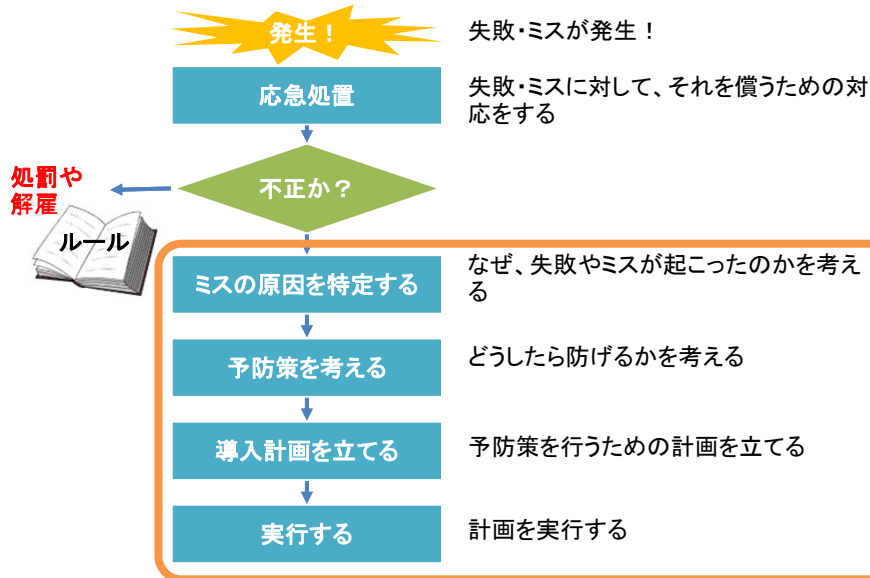 発生！
失敗・ミスが発生！
応急処置
失敗・ミスに対して、それを償うための対
応をする
不正か？
処罰や
解雇
ルール
ミスの原因を特定する
なぜ、失敗やミスが起こったのかを考え
る
予防策を考える
どうしたら防げるかを考える
導入計画を立てる
予防策を行うための計画を立てる
実行する
計画を実行する